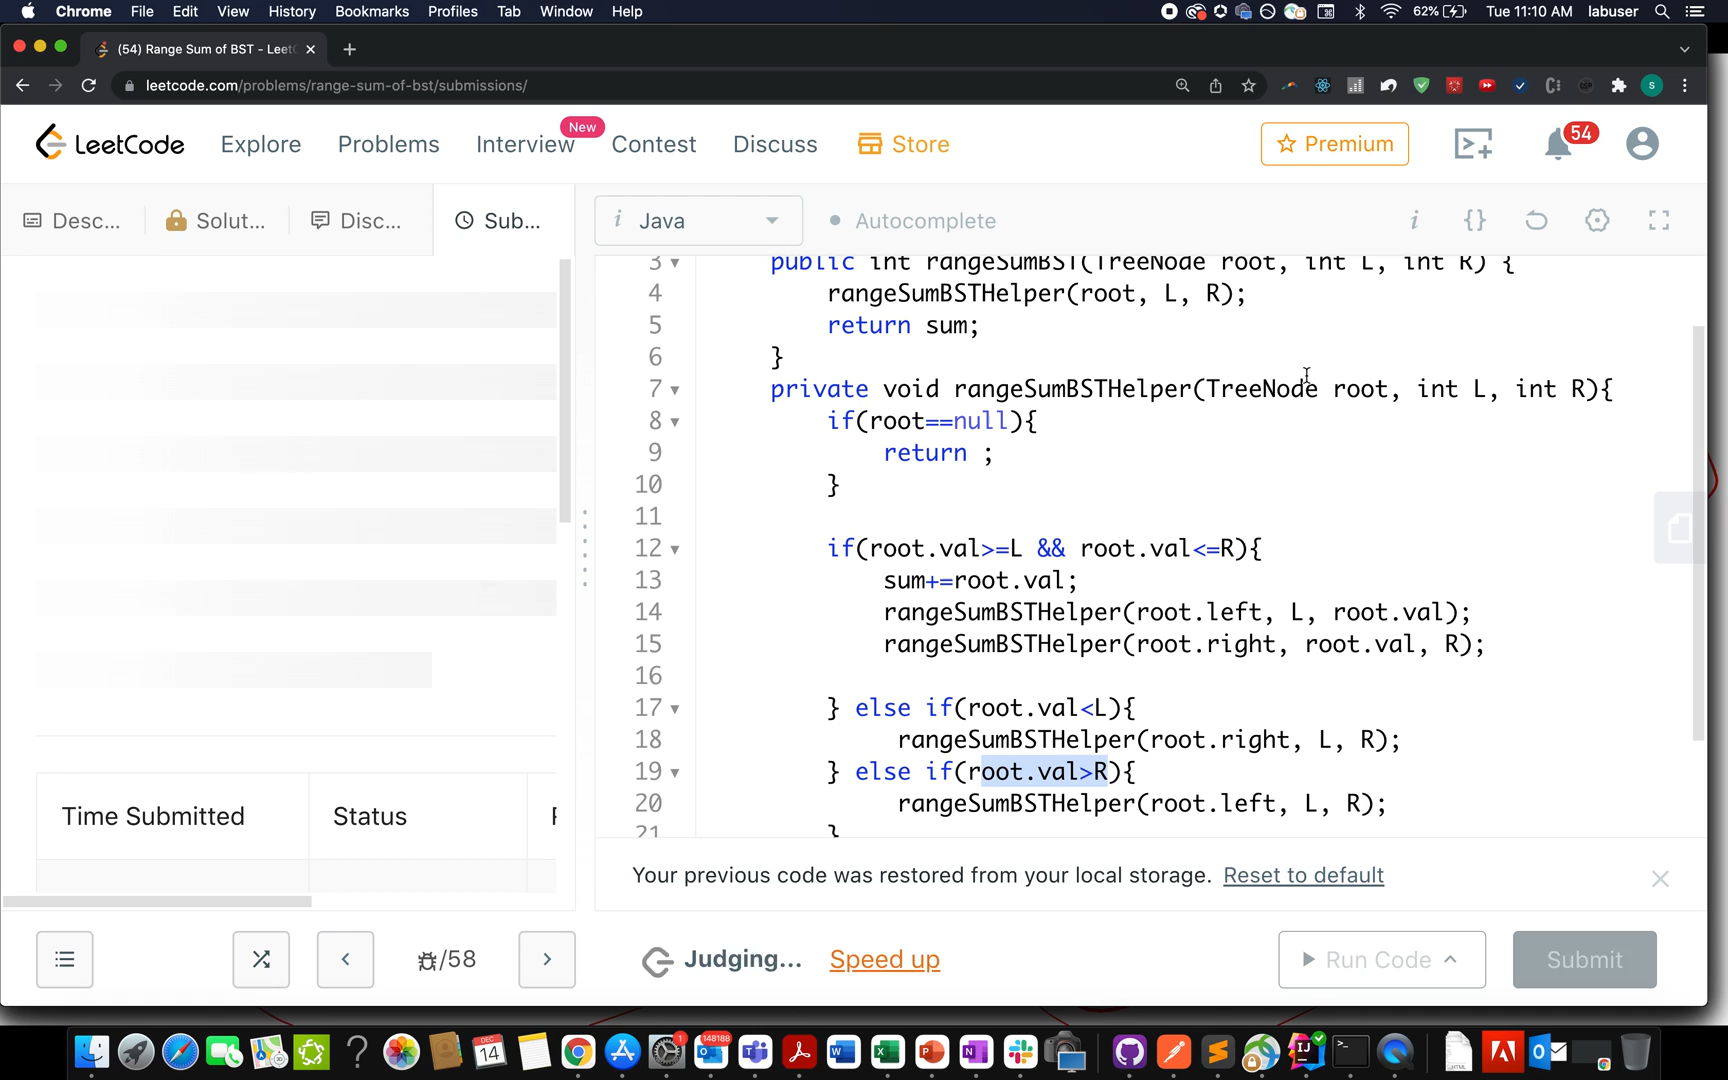 Chrome File Edit View History Bookmarks Profiles Tab Window Help 62% Tue 11:10 AM labuser
(54) Range Sum of BST - Leet
leetcode.com/problems/range-sum-of-bst/submissions/
S
LeetCode Explore Problems Interview New Contest Discuss Store Premium 54
Desc... Solut... Disc... Sub... i Java Autocomplete i {}
3 public int rangeSumBST(TreeNode root, int L, int R) {
4 rangeSumBSTHelper(root, L, R);
5 return sum;
6 }
7 private void rangeSumBSTHelper(TreeNode root, int L, int R){
8 if(root==null){
9 return ;
10 }
11
12 if(root.val>=L && root.val<=R){
13 sum+=root.val;
14 rangeSumBSTHelper(root.left, L, root.val);
15 rangeSumBSTHelper(root.right, root.val, R);
16
17 } else if(root.val<L){
18 rangeSumBSTHelper(root.right, L, R);
19 } else if(root.val>R){
20 rangeSumBSTHelper(root.left, L, R);
21 }
Time Submitted Status
Your previous code was restored from your local storage. Reset to default
/58 Judging... Speed up Run Code Submit
DEC
14
1
148188
IJ
HTML